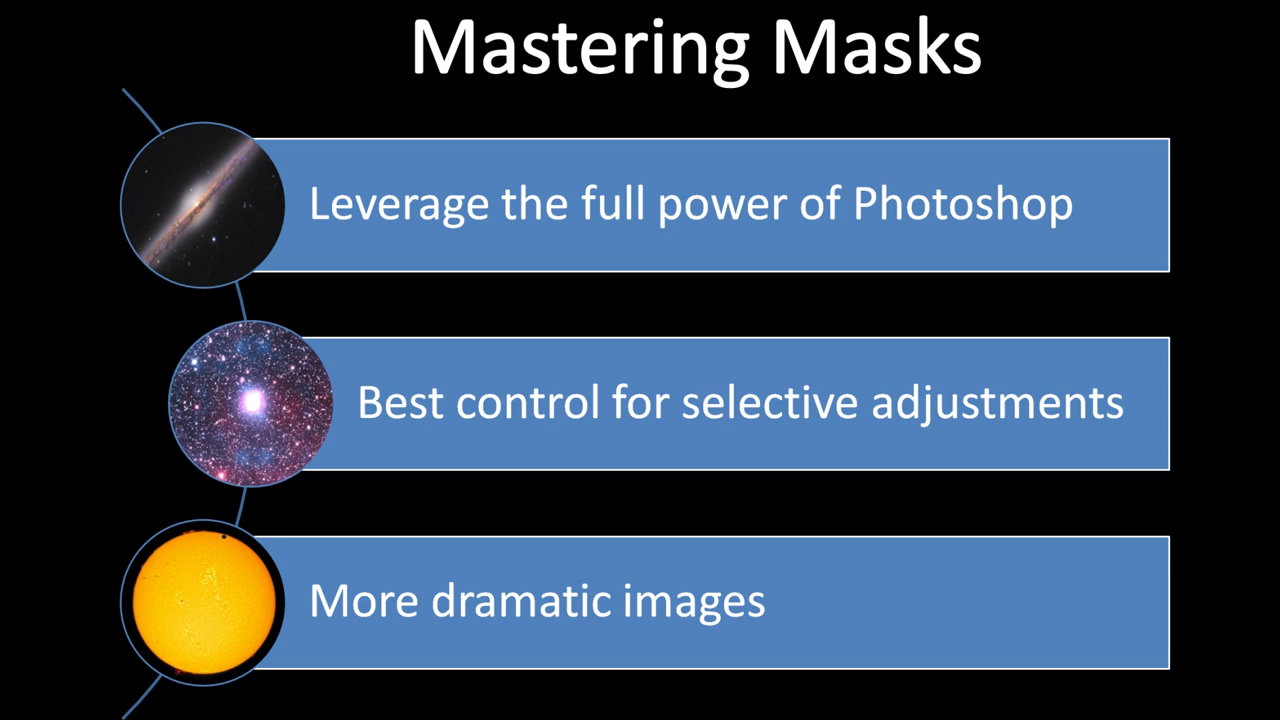 Mastering Masks
Leverage the full power of Photoshop
Best control for selective adjustments
More dramatic images